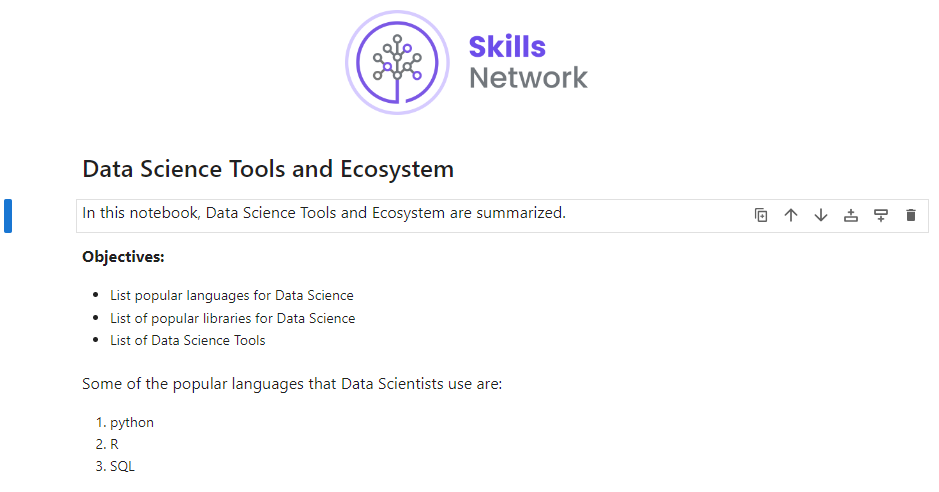 Skills
Network
Data Science Tools and Ecosystem
In this notebook, Data Science Tools and Ecosystem are summarized.
Objectives:
• List popular languages for Data Science
• List of popular libraries for Data Science
• List of Data Science Tools
Some of the popular languages that Data Scientists use are:
1. python
2. R
3. SQL